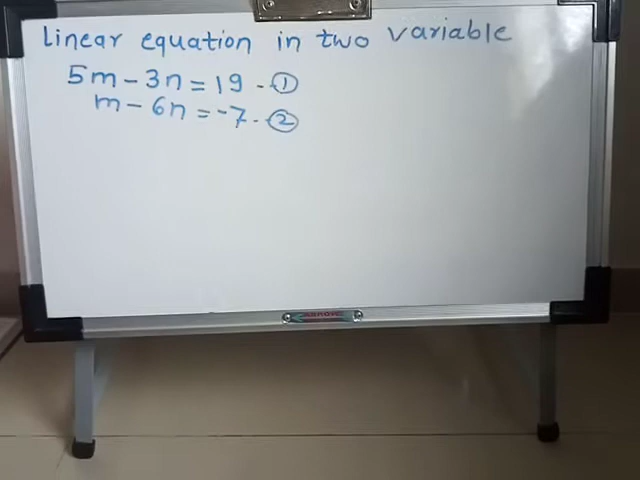 Linear equation in two variable
5m - 3n = 19 - ①
m - 6n = -7 - ②